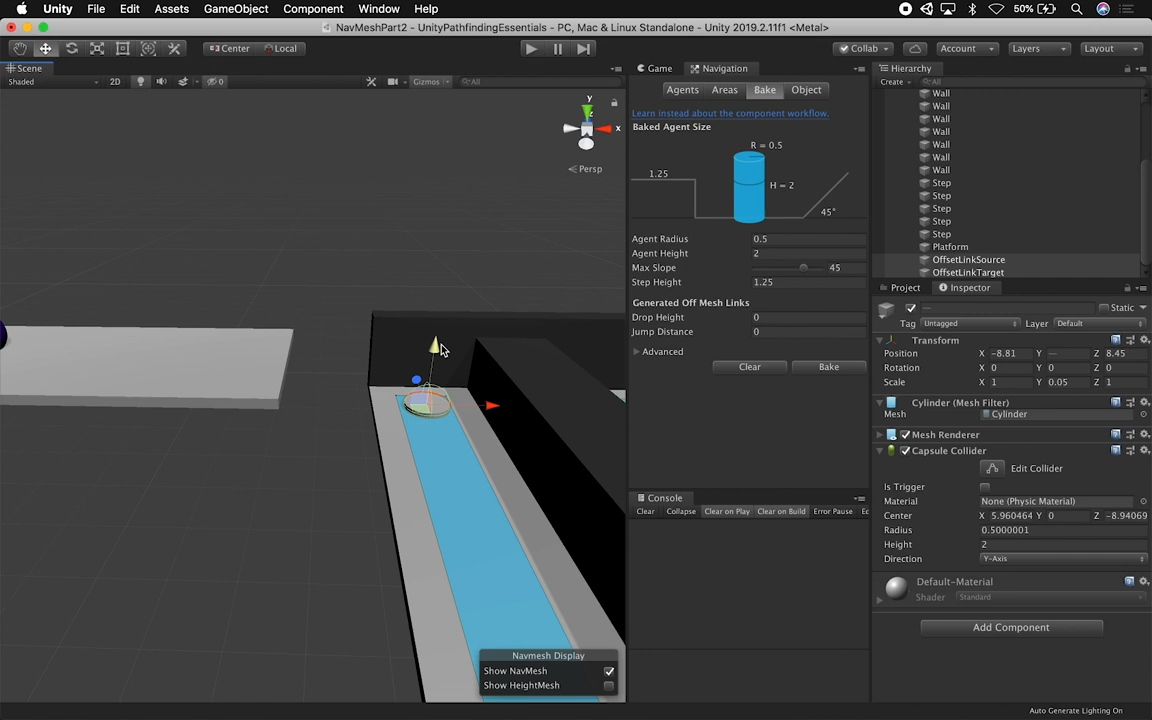 Unity File Edit Assets GameObject Component Window Help 50%
NavMeshPart2 - UnityPathfindingEssentials - PC, Mac & Linux Standalone - Unity 2019.2.11f1 <Metal>
Center Local Collab Account Layers Layout
Scene
Shaded 2D 0 Gizmos All
y
x
Persp
Navmesh Display
Show NavMesh
Show HeightMesh
Game Navigation
Agents Areas Bake Object
Learn instead about the component workflow.
Baked Agent Size
R = 0.5
1.25
H = 2
45°
Agent Radius 0.5
Agent Height 2
Max Slope 45
Step Height 1.25
Generated Off Mesh Links
Drop Height 0
Jump Distance 0
Advanced
Clear Bake
Console
Clear Collapse Clear on Play Clear on Build Error Pause
Hierarchy
Create All
Wall
Wall
Wall
Wall
Wall
Wall
Wall
Step
Step
Step
Step
Step
Platform
OffsetLinkSource
OffsetLinkTarget
Project Inspector
— Static
Tag Untagged Layer Default
Transform
Position X -8.81 Y — Z 8.45
Rotation X 0 Y 0 Z 0
Scale X 1 Y 0.05 Z 1
Cylinder (Mesh Filter)
Mesh Cylinder
Mesh Renderer
Capsule Collider
Edit Collider
Is Trigger
Material None (Physic Material)
Center X 5.960464 Y 0 Z -8.94069
Radius 0.5000001
Height 2
Direction Y-Axis
Default-Material
Shader Standard
Add Component
Auto Generate Lighting On